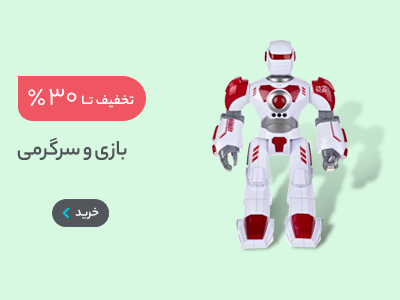 تخفیف تا ۳۰ %
بازی و سرگرمی
خرید